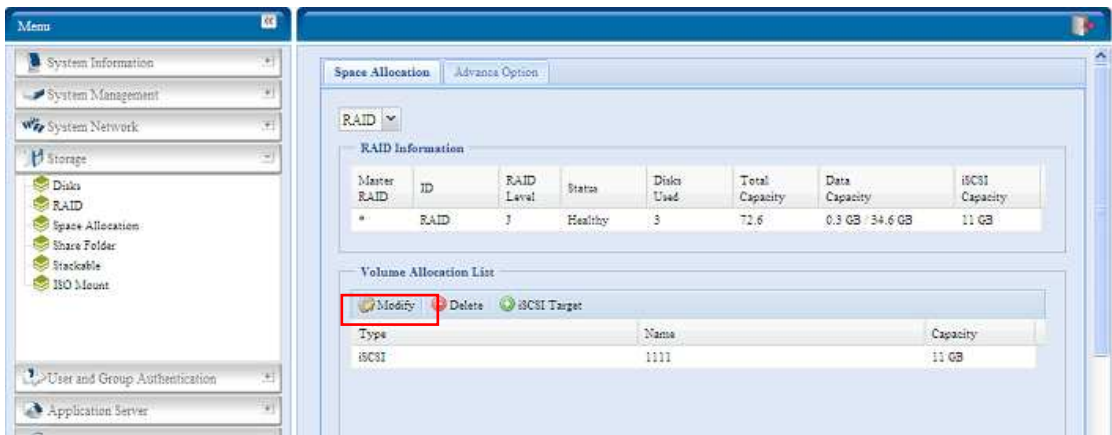 Menu
System Information
System Management
System Network
Storage
Disks
RAID
Space Allocation
Share Folder
Stackable
ISO Mount
User and Group Authentication
Application Server
Space Allocation Advance Option
RAID
RAID Information
Master RAID ID RAID Level Status Disks Used Total Capacity Data Capacity iSCSI Capacity
* RAID J Healthy 3 72.6 0.3 GB / 34.6 GB 11 GB
Volume Allocation List
Modify Delete iSCSI Target
Type Name Capacity
iSCSI 1111 11 GB